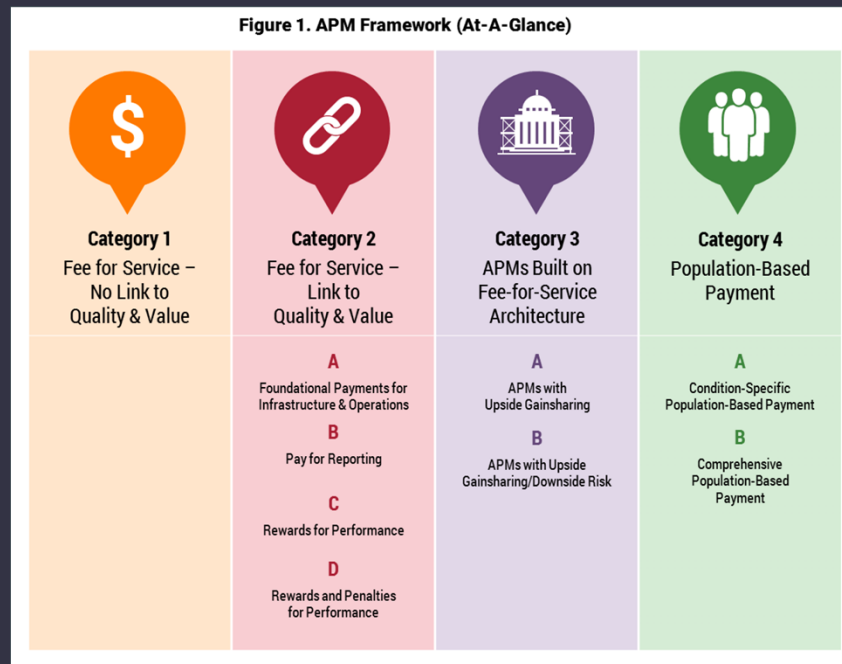 Figure 1. APM Framework (At-A-Glance)
$
Category 1
Fee for Service –
No Link to
Quality & Value
Category 2
Fee for Service –
Link to
Quality & Value
A
Foundational Payments for
Infrastructure & Operations
B
Pay for Reporting
C
Rewards for Performance
D
Rewards and Penalties
for Performance
Category 3
APMs Built on
Fee-for-Service
Architecture
A
APMs with
Upside Gainsharing
B
APMs with Upside
Gainsharing/Downside Risk
Category 4
Population-Based
Payment
A
Condition-Specific
Population-Based Payment
B
Comprehensive
Population-Based
Payment